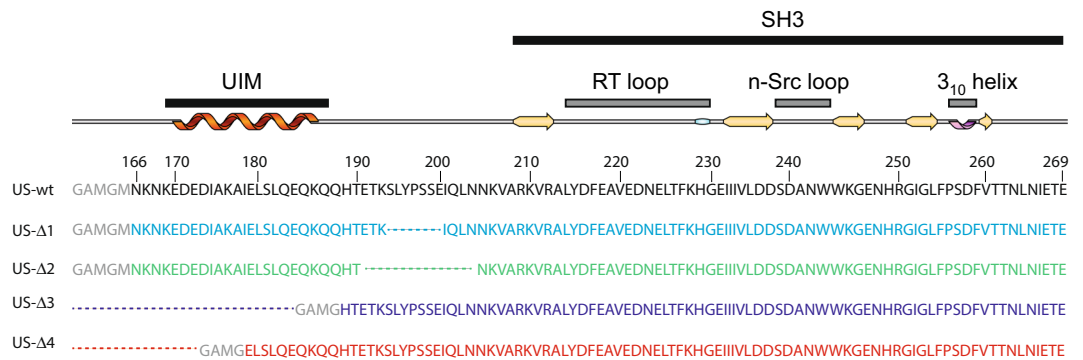 SH3
UIM RT loop n-Src loop 3₁₀ helix
166 170 180 190 200 210 220 230 240 250 260 269
US-wt GAMGMNKNKEDEDIAKAIELSLQEQKQQHTETKSLYPSSEIQLNNKVARKVRALYDFEAVEDNELTFKHGEIIIVLDDSDANWWKGENHRGIGLFPSDFVTTNLNIETE
US-Δ1 GAMGMNKNKEDEDIAKAIELSLQEQKQQHTETK--------IQLNNKVARKVRALYDFEAVEDNELTFKHGEIIIVLDDSDANWWKGENHRGIGLFPSDFVTTNLNIETE
US-Δ2 GAMGMNKNKEDEDIAKAIELSLQEQKQQHT--------------NKVARKVRALYDFEAVEDNELTFKHGEIIIVLDDSDANWWKGENHRGIGLFPSDFVTTNLNIETE
US-Δ3 GAMGHTETKSLYPSSEIQLNNKVARKVRALYDFEAVEDNELTFKHGEIIIVLDDSDANWWKGENHRGIGLFPSDFVTTNLNIETE
US-Δ4 GAMGELSLQEQKQQHTETKSLYPSSEIQLNNKVARKVRALYDFEAVEDNELTFKHGEIIIVLDDSDANWWKGENHRGIGLFPSDFVTTNLNIETE